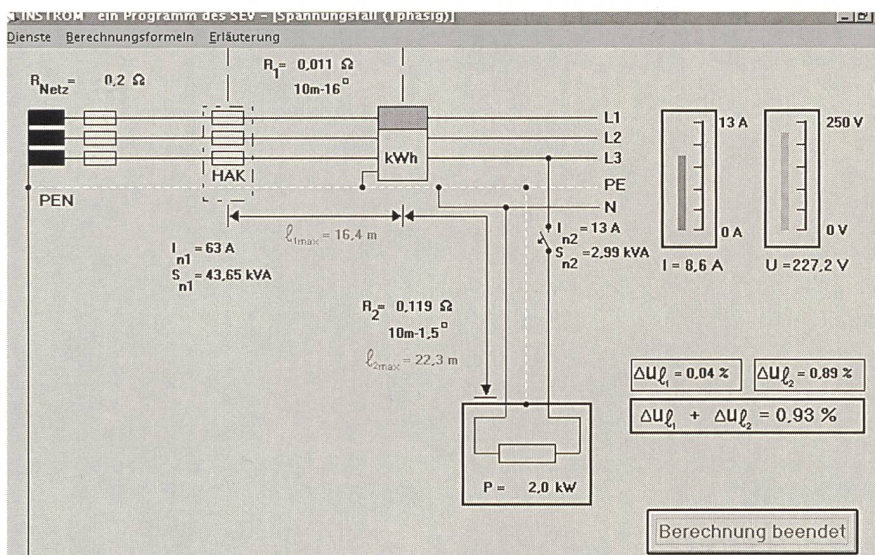 INSTROM ein Programm des SEV - [Spannungsfall (1phasig)]
Dienste Berechnungsformeln Erläuterung
R Netz = 0,2 Ω
R1= 0,011 Ω
10m-16□
L1
L2
L3
PE
N
kWh
HAK
PEN
13 A
0 A
I = 8,6 A
250 V
0 V
U = 227,2 V
ℓ1max = 16,4 m
I n1 = 63 A
S n1 = 43,65 kVA
I n2 = 13 A
S n2 = 2,99 kVA
R2= 0,119 Ω
10m-1,5□
ℓ2max = 22,3 m
ΔUℓ1 = 0,04 %
ΔUℓ2 = 0,89 %
ΔUℓ1 + ΔUℓ2 = 0,93 %
P = 2,0 kW
Berechnung beendet